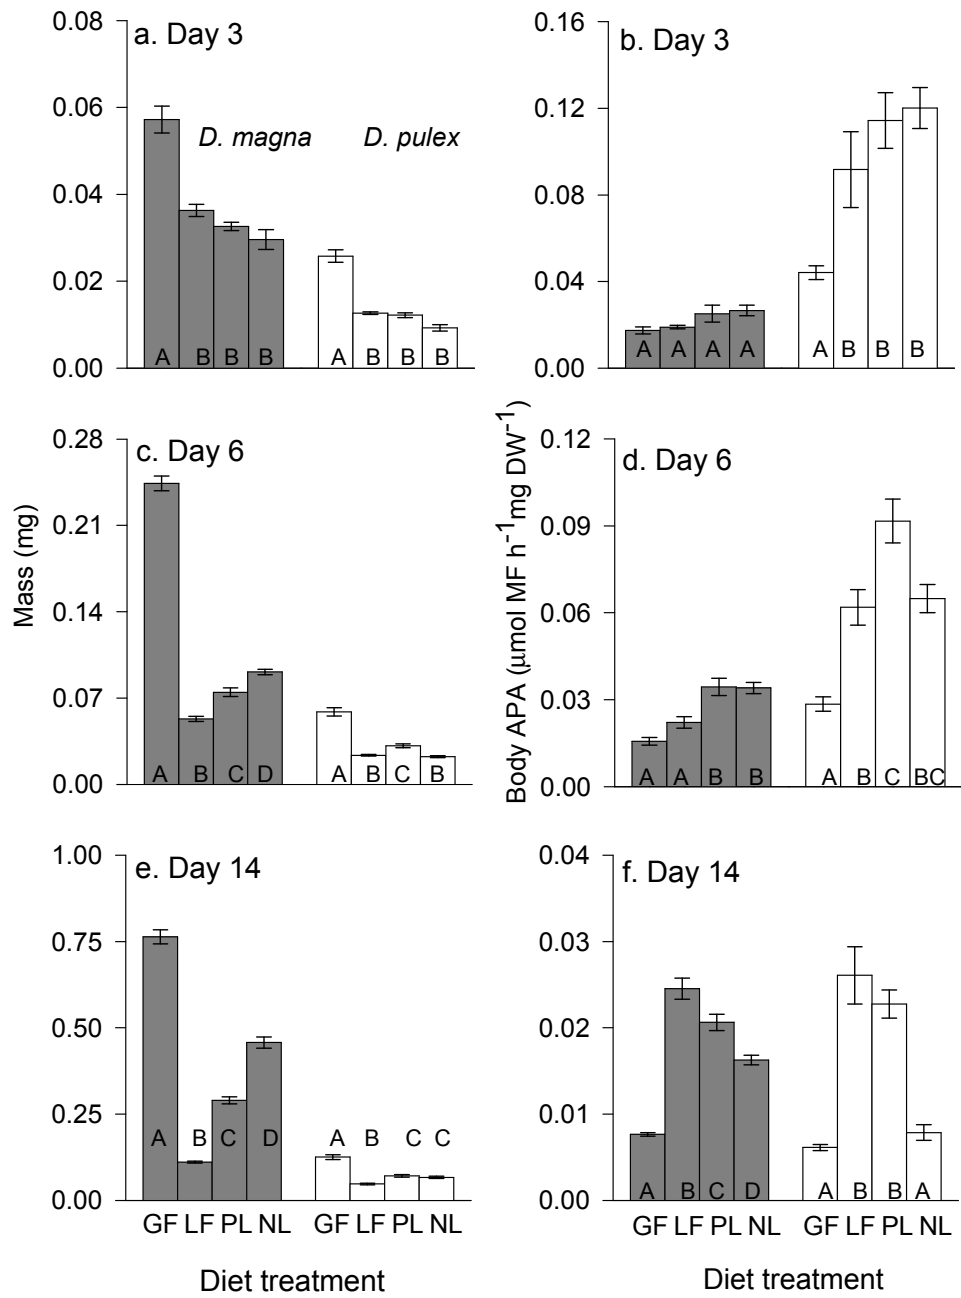 a. Day 3
0.08
0.06
0.04
0.02
0.00
D. magna
D. pulex
A B B B
A B B B
b. Day 3
0.16
0.12
0.08
0.04
0.00
A A A A
A B B B
c. Day 6
0.28
0.21
0.14
0.07
0.00
Mass (mg)
A B C D
A B C B
d. Day 6
0.12
0.09
0.06
0.03
0.00
Body APA (µmol MF h⁻¹mg DW⁻¹)
A A B B
A B C BC
e. Day 14
1.00
0.75
0.50
0.25
0.00
A B C D
A B C C
GF LF PL NL
GF LF PL NL
Diet treatment
f. Day 14
0.04
0.03
0.02
0.01
0.00
A B C D
A B B A
GF LF PL NL
GF LF PL NL
Diet treatment